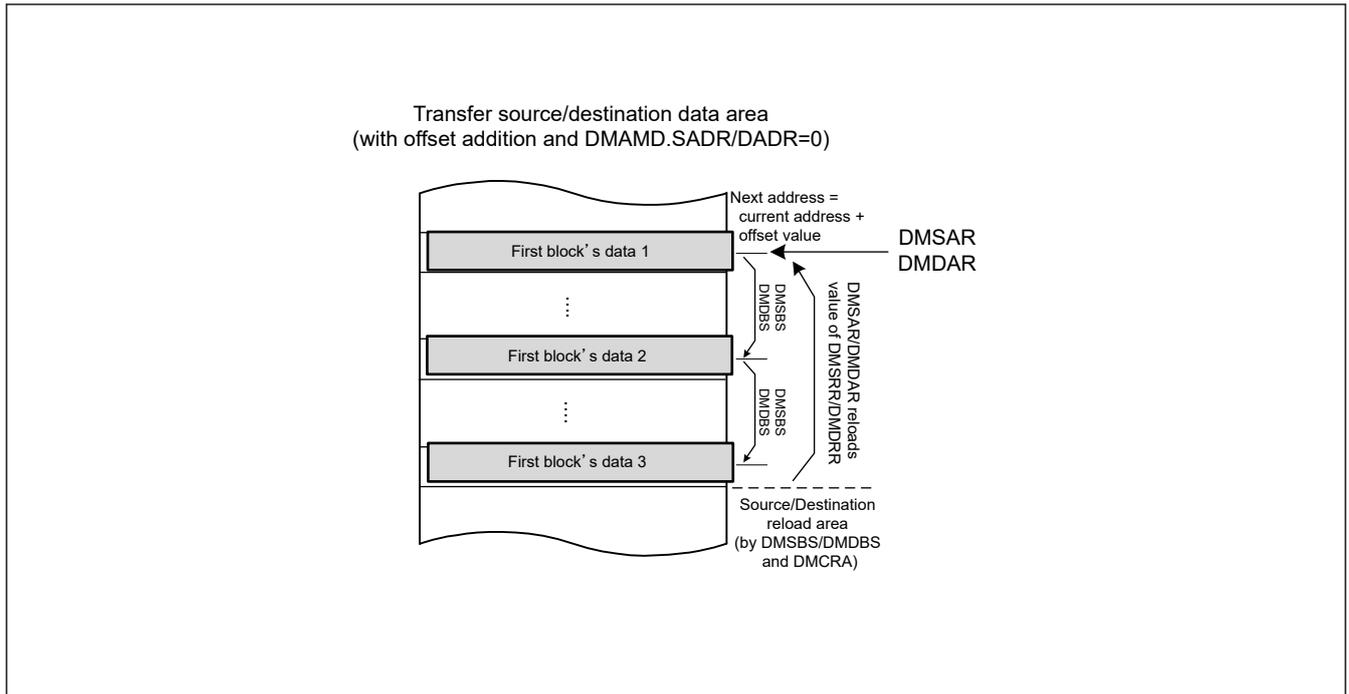 Transfer source/destination data area
(with offset addition and DMAMD.SADR/DADR=0)
Next address =
current address +
offset value
DMSAR
DMDAR
First block’s data 1
⋮
DMSBS
DMDBS
DMSAR/DMDAR reloads
value of DMSRR/DMDRR
First block’s data 2
⋮
DMSBS
DMDBS
First block’s data 3
Source/Destination
reload area
(by DMSBS/DMDBS
and DMCRA)